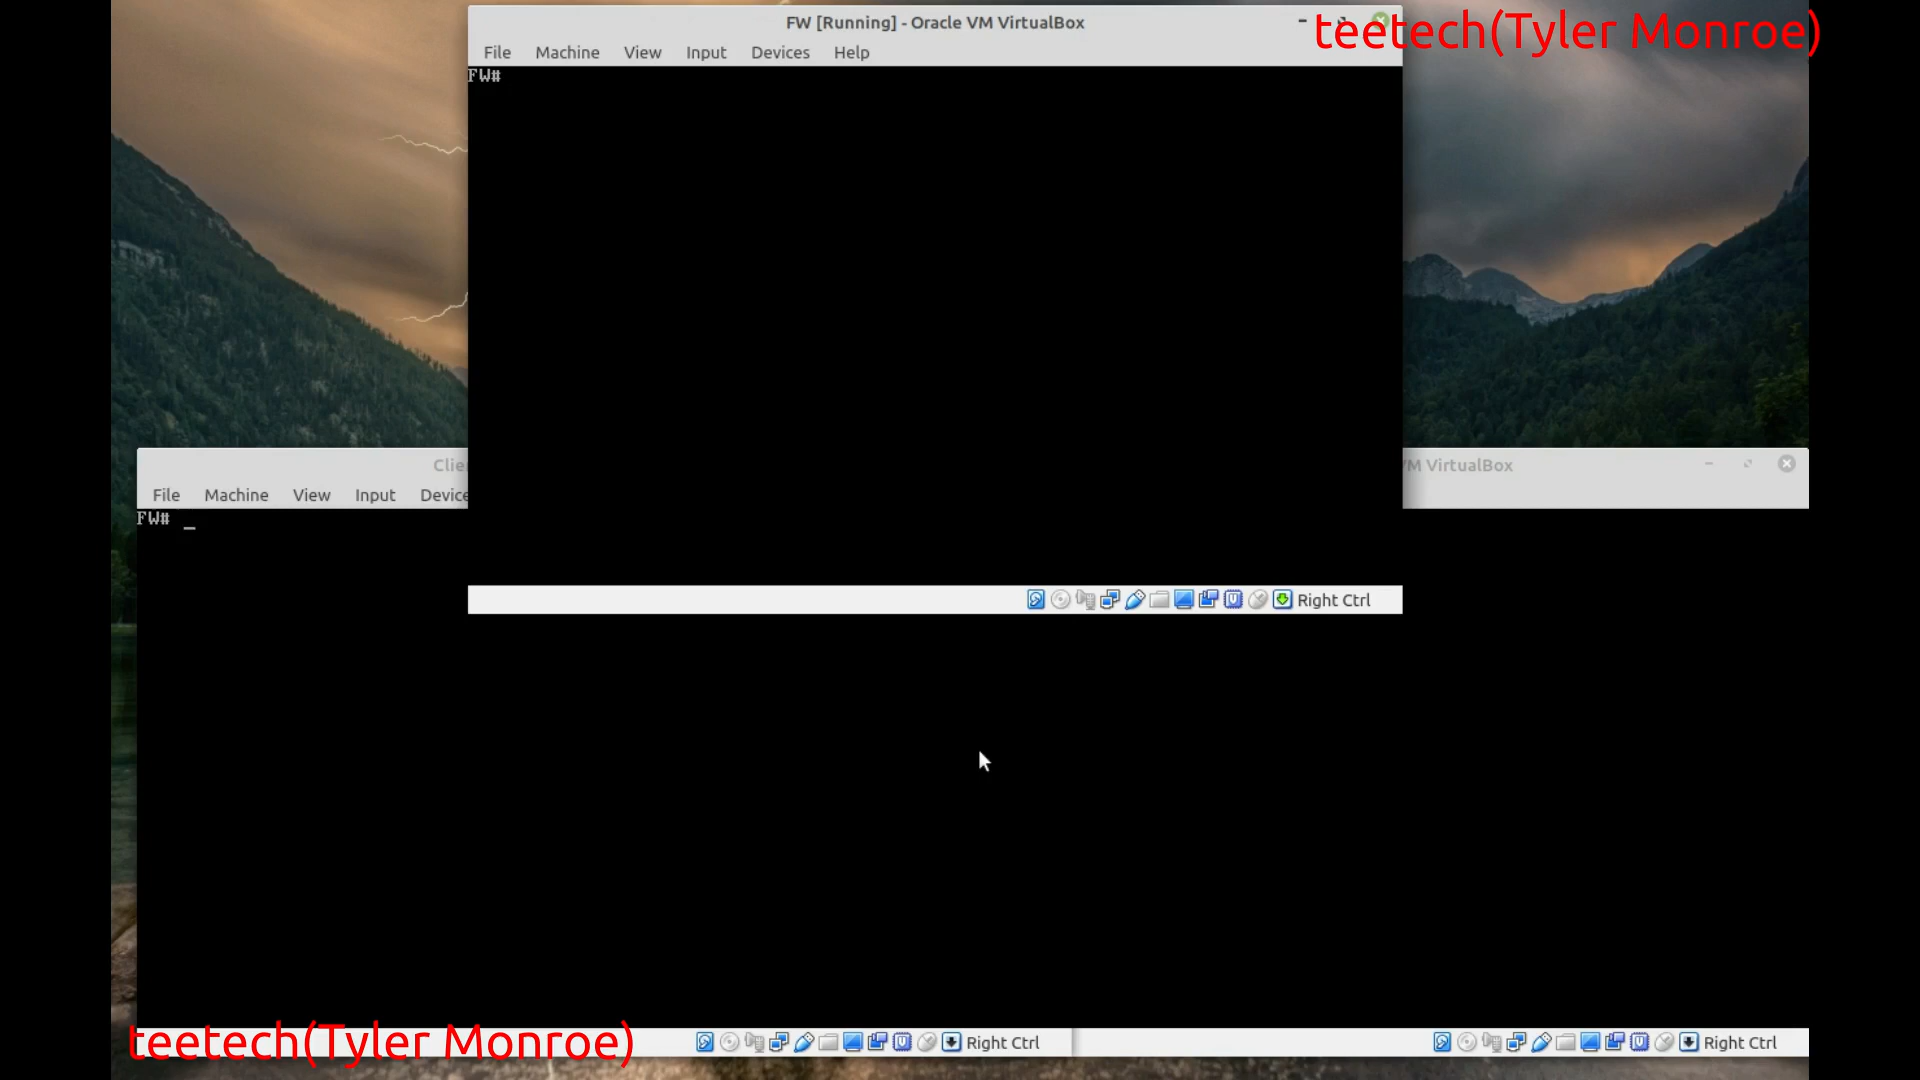 FW [Running] - Oracle VM VirtualBox
teetech(Tyler Monroe)
File Machine View Input Devices Help
FW#
Clie
VM VirtualBox
File Machine View Input Device
FW# _
Right Ctrl
teetech(Tyler Monroe)
Right Ctrl
Right Ctrl